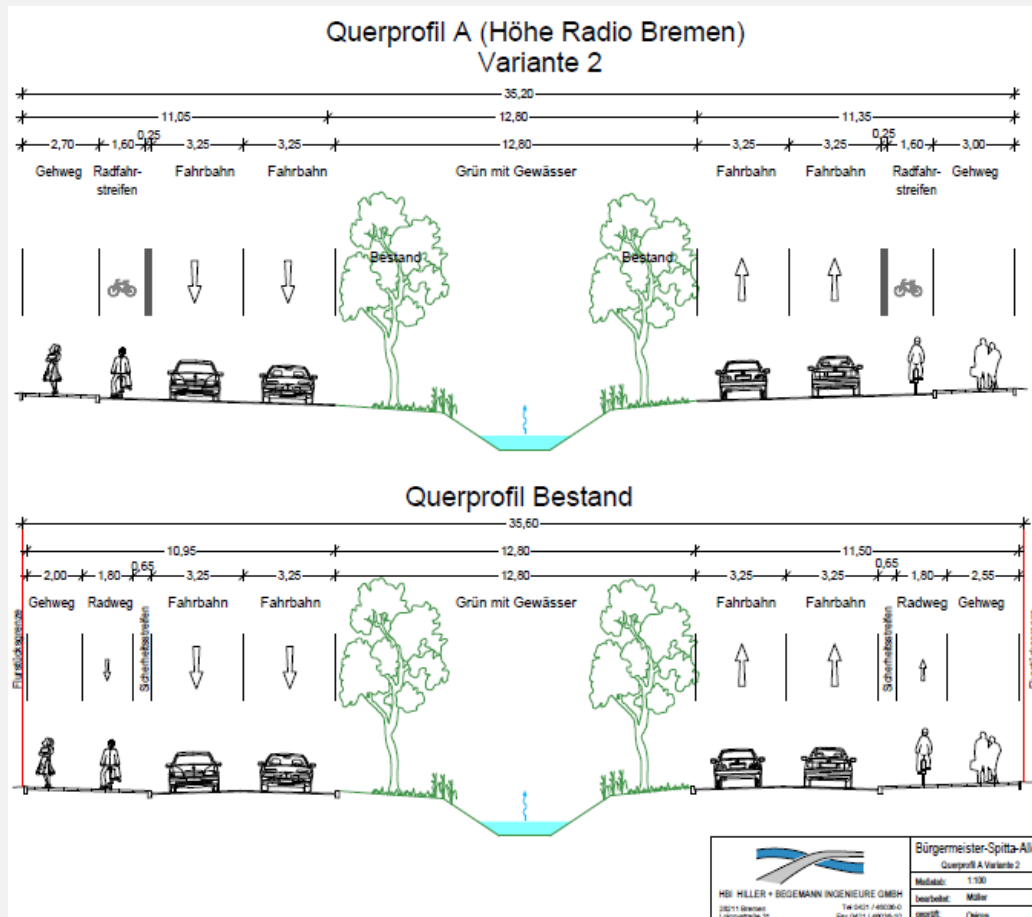 Querprofil A (Höhe Radio Bremen)
Variante 2
35,20
11,05 12,80 11,35
2,70 1,60 0,25 3,25 3,25 12,80 3,25 3,25 0,25 1,60 3,00
Gehweg Radfahr- Fahrbahn Fahrbahn Grün mit Gewässer Fahrbahn Fahrbahn Radfahr- Gehweg
streifen streifen
Bestand Bestand
Querprofil Bestand
35,60
10,95 12,80 11,50
2,00 1,80 0,65 3,25 3,25 12,80 3,25 3,25 0,65 1,80 2,55
Gehweg Radweg Fahrbahn Fahrbahn Grün mit Gewässer Fahrbahn Fahrbahn Radweg Gehweg
Flurstücksgrenze
Sicherheitsstreifen
Sicherheitsstreifen
HBI HILLER + BEGEMANN INGENIEURE GMBH
28211 Bremen
Bürgermeister-Spitta-All
Querprofil A Variante 2
Maßstab: 1:100
bearbeitet: Müller